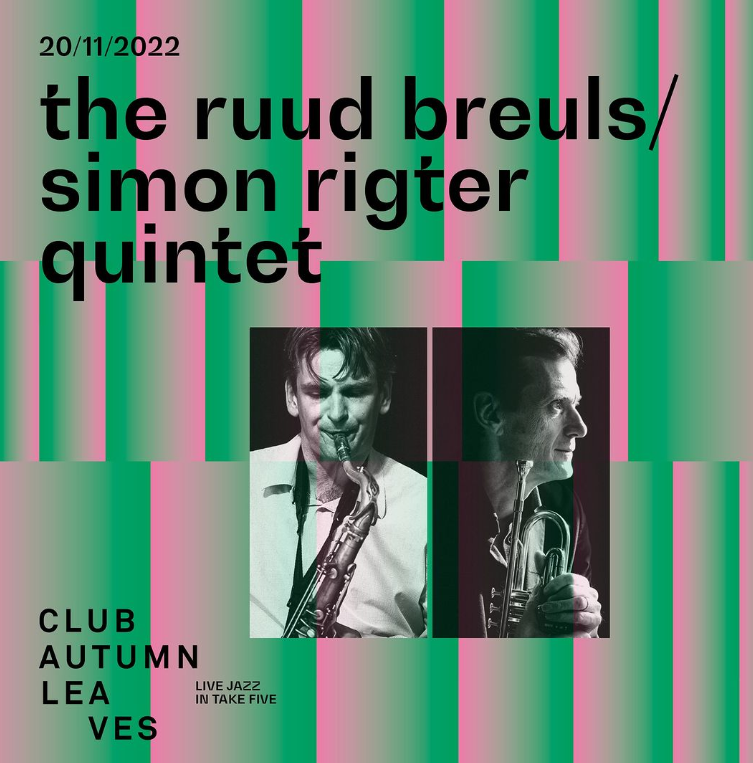 20/11/2022
the ruud breuls/
simon rigter
quintet
CLUB
AUTUMN
LEA
VES
LIVE JAZZ
IN TAKE FIVE